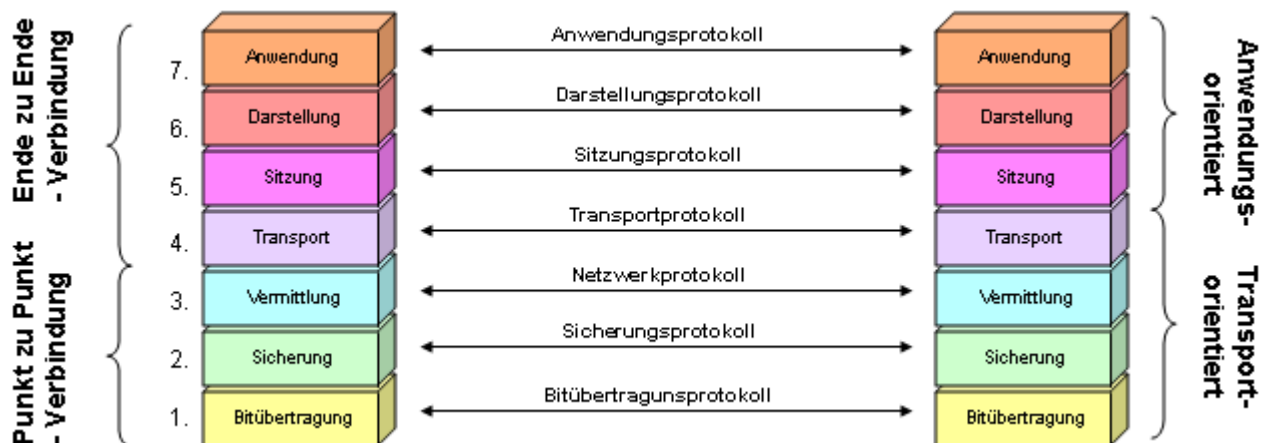 Ende zu Ende
- Verbindung
Punkt zu Punkt
- Verbindung
7.
Anwendung
Anwendungsprotokoll
Anwendung
6.
Darstellung
Darstellungsprotokoll
Darstellung
5.
Sitzung
Sitzungsprotokoll
Sitzung
4.
Transport
Transportprotokoll
Transport
3.
Vermittlung
Netzwerkprotokoll
Vermittlung
2.
Sicherung
Sicherungsprotokoll
Sicherung
1.
Bitübertragung
Bitübertragunsprotokoll
Bitübertragung
Anwendungs-
orientiert
Transport-
orientiert